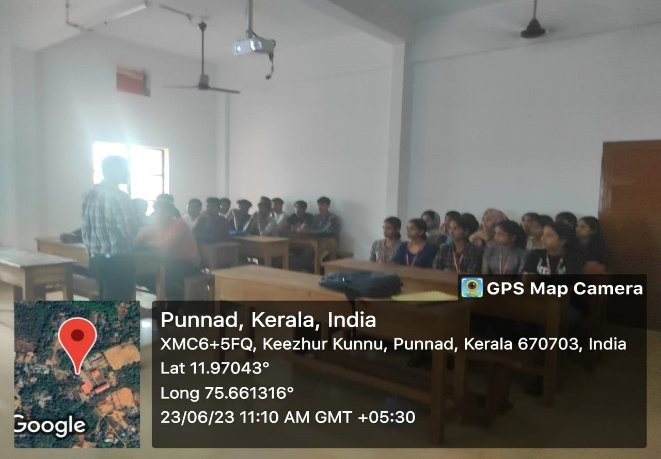 GPS Map Camera
Punnad, Kerala, India
XMC6+5FQ, Keezhur Kunnu, Punnad, Kerala 670703, India
Lat 11.97043°
Long 75.661316°
23/06/23 11:10 AM GMT +05:30
Google